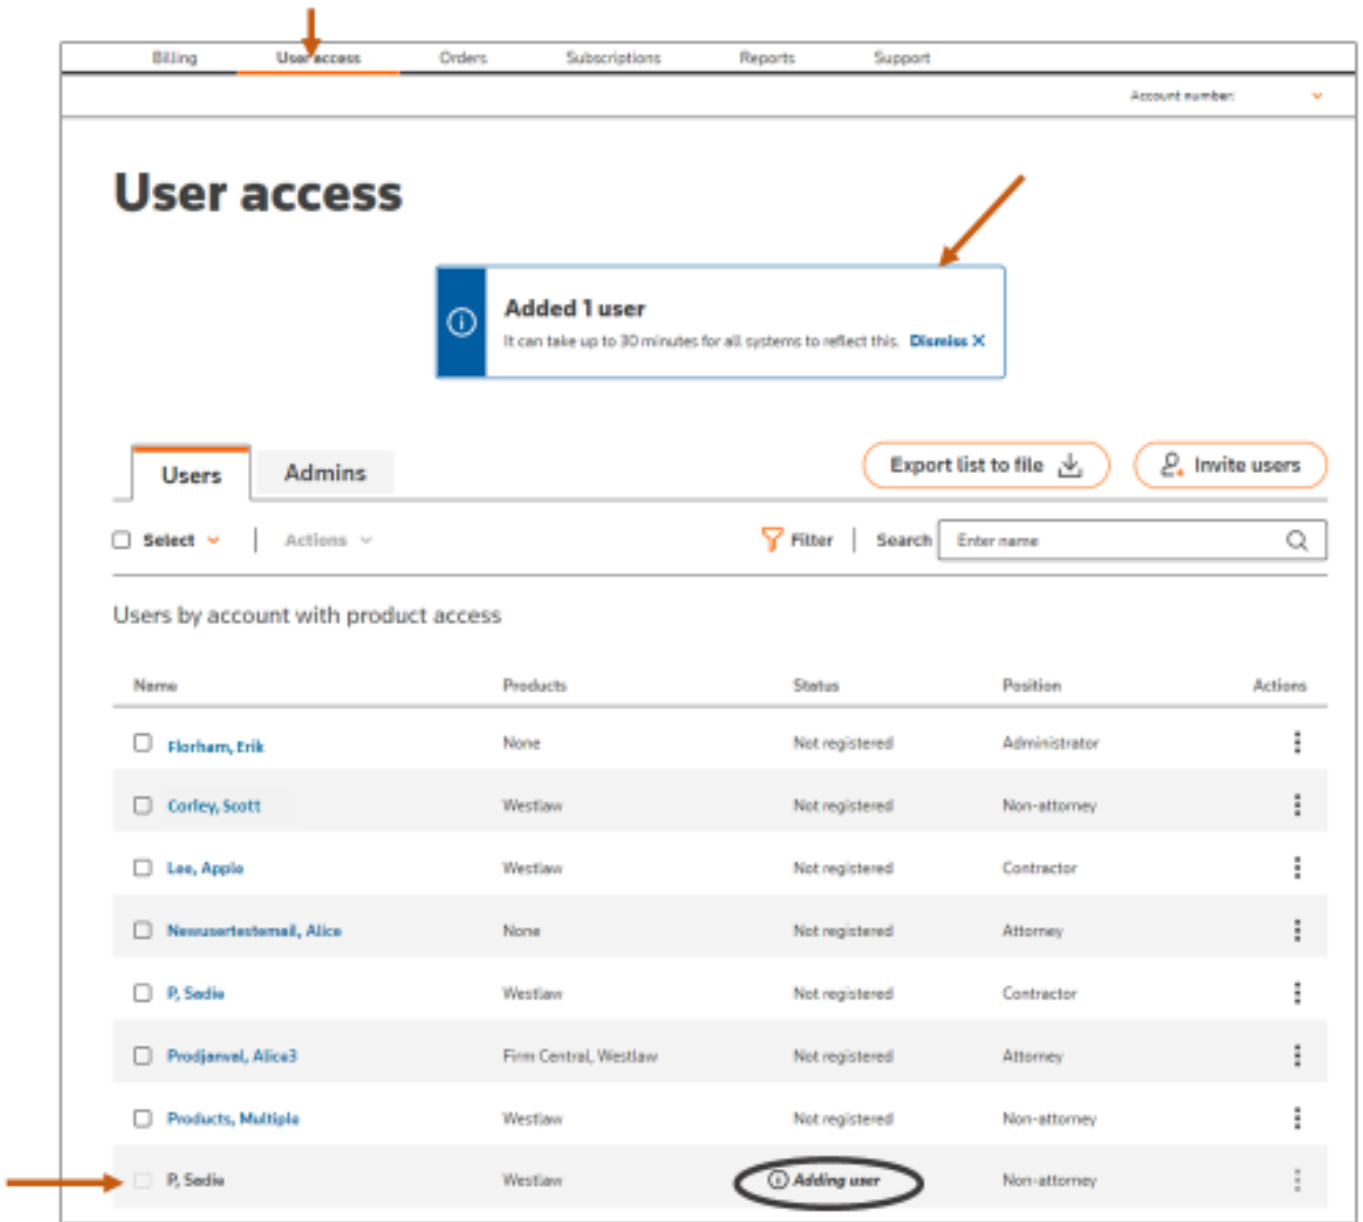 Billing User access Orders Subscriptions Reports Support
Account number:
User access
Added 1 user
It can take up to 30 minutes for all systems to reflect this. Dismiss X
Users Admins Export list to file Invite users
Select Actions Filter Search Enter name
Users by account with product access
Name Products Status Position Actions
Florham, Erik None Not registered Administrator
Corley, Scott Westlaw Not registered Non-attorney
Lee, Apple Westlaw Not registered Contractor
Newusertestemail, Alice None Not registered Attorney
P, Sadie Westlaw Not registered Contractor
Prodjanval, Alice3 Firm Central, Westlaw Not registered Attorney
Products, Multiple Westlaw Not registered Non-attorney
P, Sadie Westlaw Adding user Non-attorney